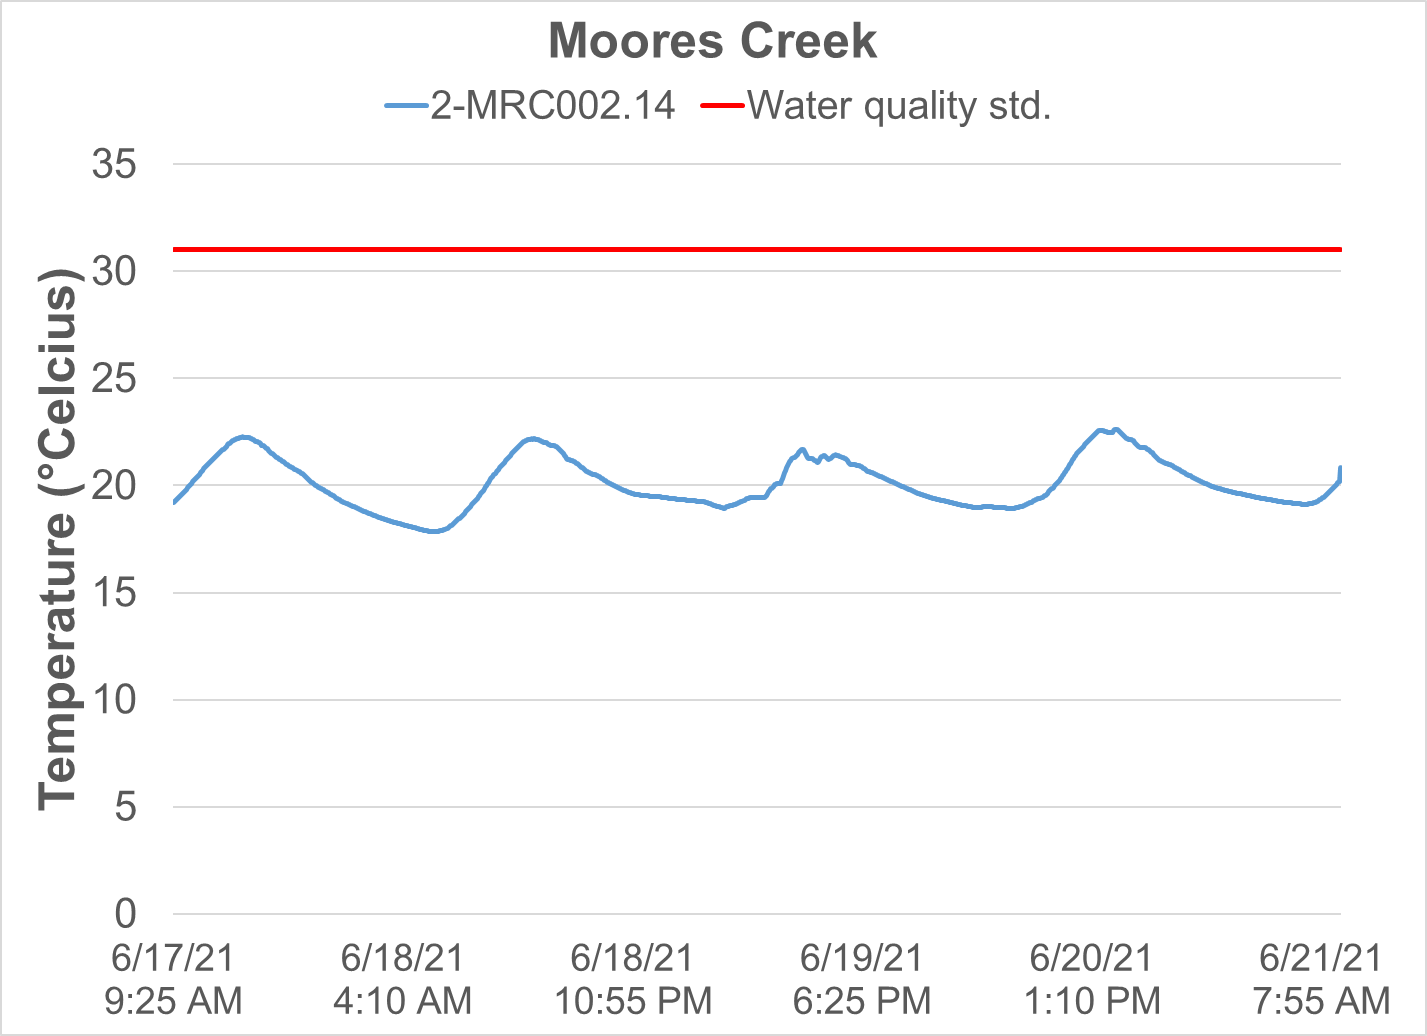 Moores Creek
2-MRC002.14 Water quality std.
Temperature (°Celcius)
35
30
25
20
15
10
5
0
6/17/21 6/18/21 6/18/21 6/19/21 6/20/21 6/21/21
9:25 AM 4:10 AM 10:55 PM 6:25 PM 1:10 PM 7:55 AM